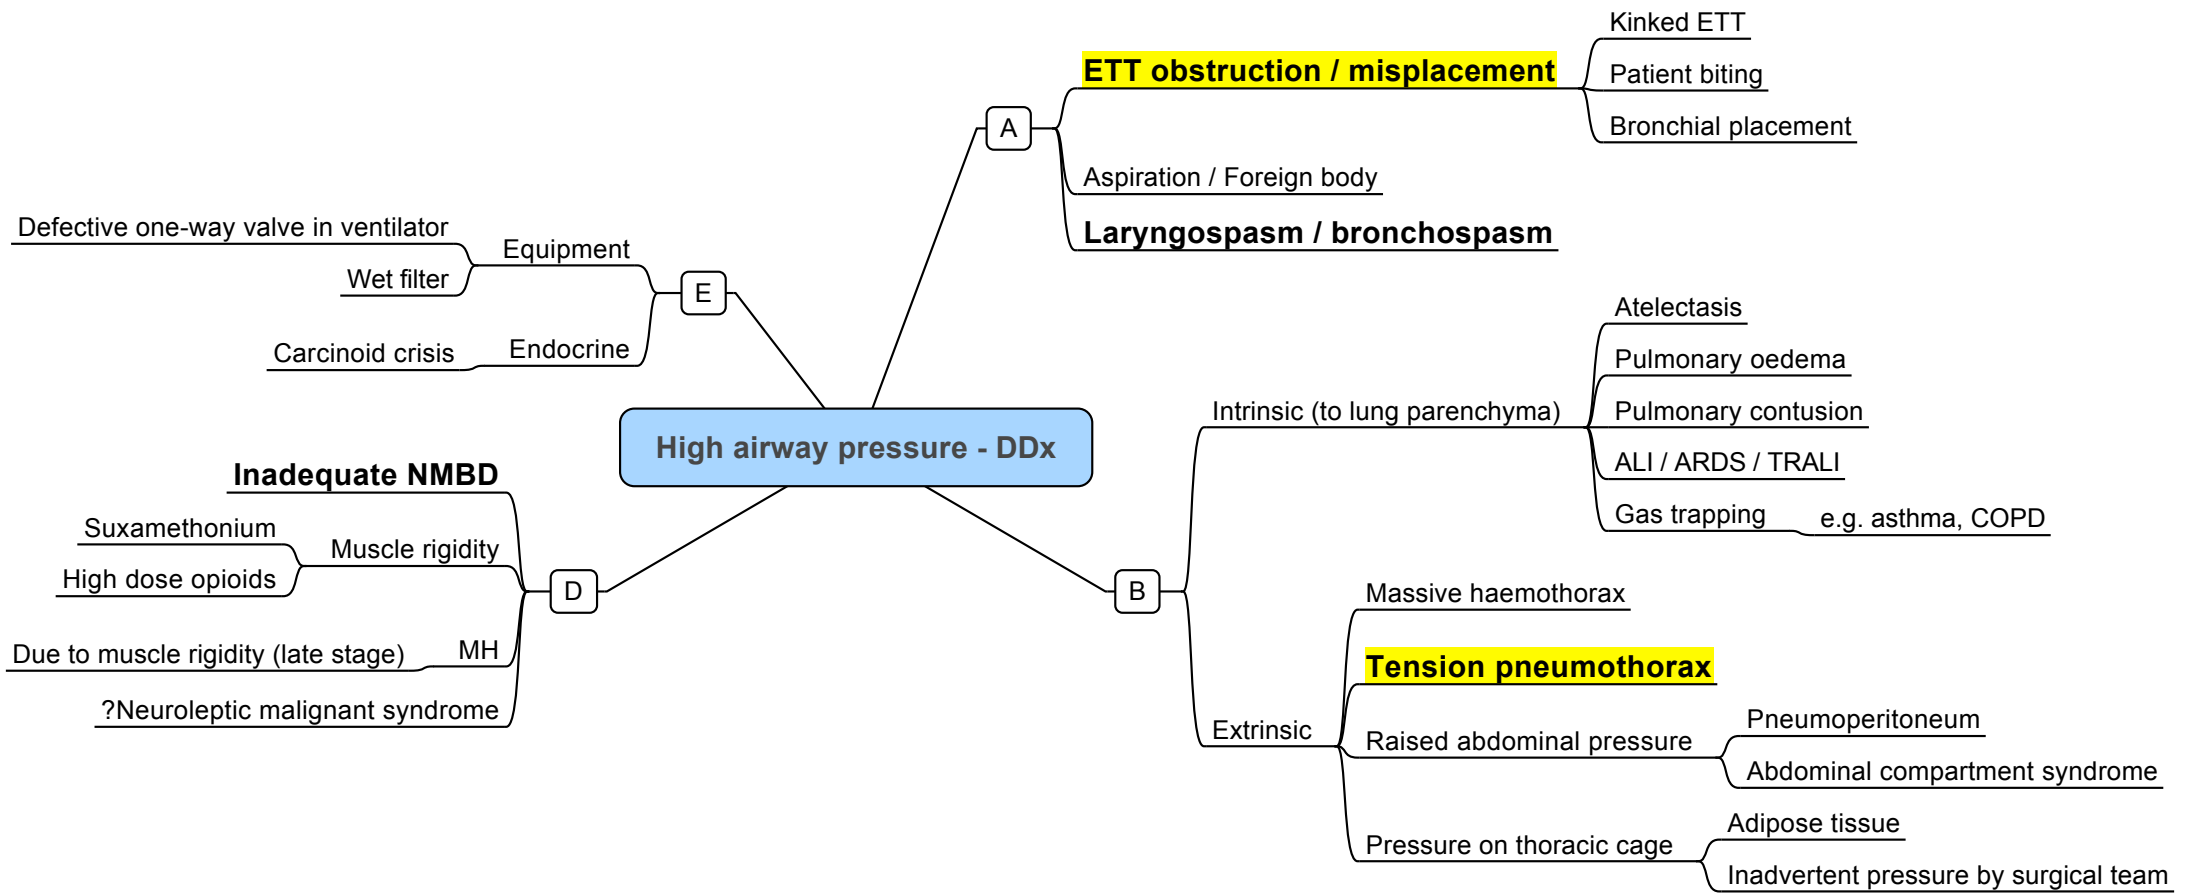 High airway pressure - DDx
A
ETT obstruction / misplacement
Kinked ETT
Patient biting
Bronchial placement
Aspiration / Foreign body
Laryngospasm / bronchospasm
B
Intrinsic (to lung parenchyma)
Atelectasis
Pulmonary oedema
Pulmonary contusion
ALI / ARDS / TRALI
Gas trapping
e.g. asthma, COPD
Extrinsic
Massive haemothorax
Tension pneumothorax
Raised abdominal pressure
Pneumoperitoneum
Abdominal compartment syndrome
Pressure on thoracic cage
Adipose tissue
Inadvertent pressure by surgical team
D
Inadequate NMBD
Muscle rigidity
Suxamethonium
High dose opioids
MH
Due to muscle rigidity (late stage)
?Neuroleptic malignant syndrome
E
Equipment
Defective one-way valve in ventilator
Wet filter
Endocrine
Carcinoid crisis